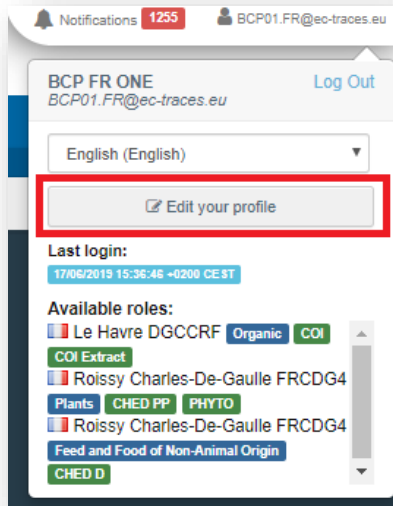 Notifications 1255 BCP01.FR@ec-traces.eu
BCP FR ONE Log Out
BCP01.FR@ec-traces.eu
English (English)
Edit your profile
Last login:
17/06/2019 15:36:46 +0200 CEST
Available roles:
Le Havre DGCCRF Organic COI
COI Extract
Roissy Charles-De-Gaulle FRCDG4
Plants CHED PP PHYTO
Roissy Charles-De-Gaulle FRCDG4
Feed and Food of Non-Animal Origin
CHED D